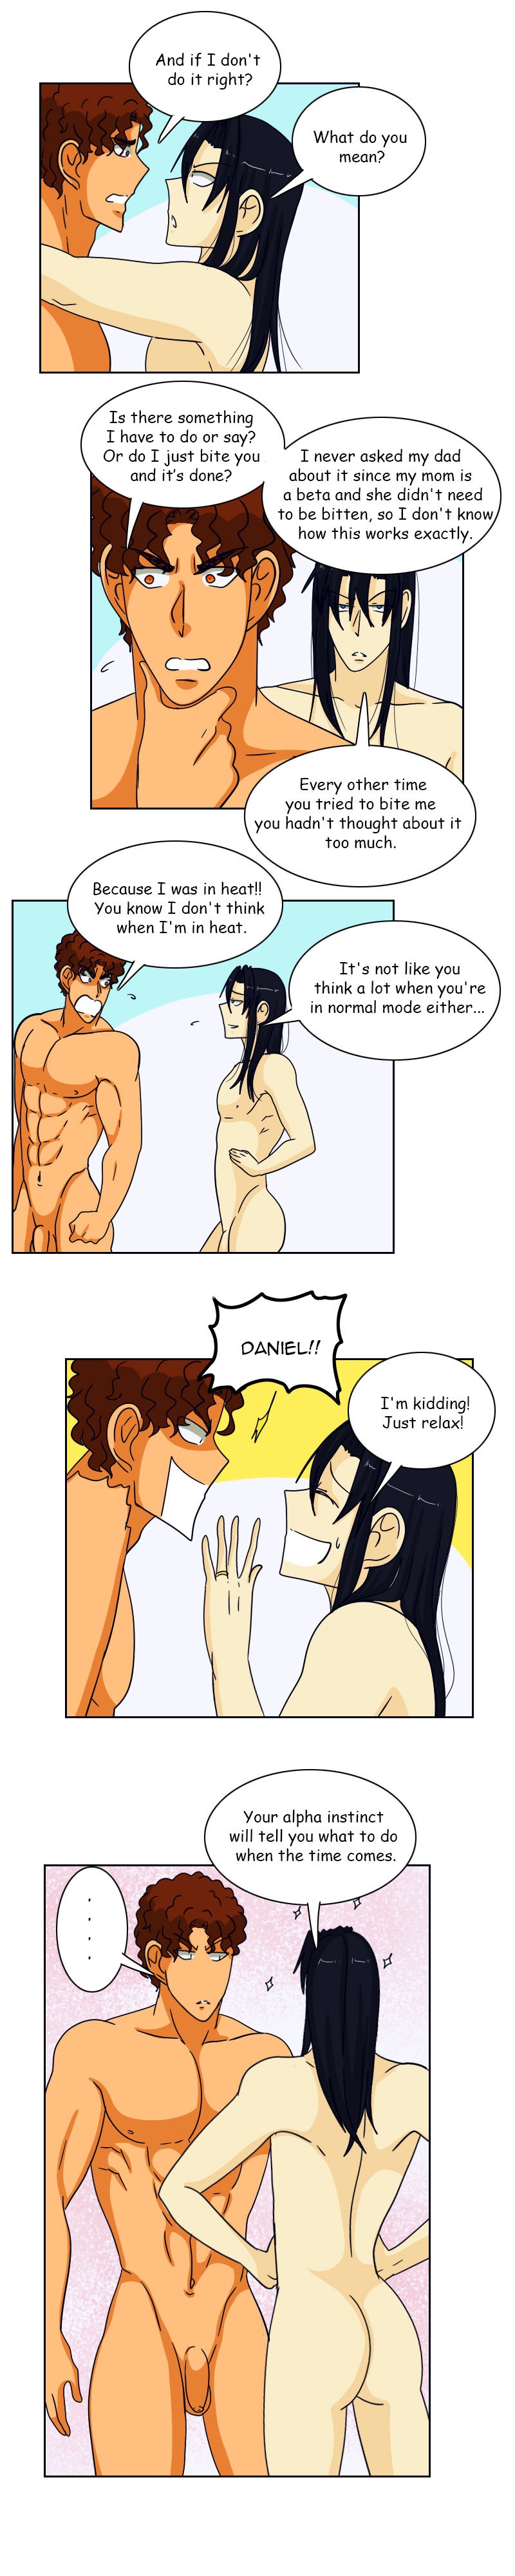 And if I don't
do it right?
What do you
mean?
Is there something
I have to do or say?
Or do I just bite you
and it's done?
I never asked my dad
about it since my mom is
a beta and she didn't need
to be bitten, so I don't know
how this works exactly.
Every other time
you tried to bite me
you hadn't thought about it
too much.
Because I was in heat!!
You know I don't think
when I'm in heat.
It's not like you
think a lot when you're
in normal mode either...
DANIEL!!
I'm kidding!
Just relax!
Your alpha instinct
will tell you what to do
when the time comes.
.
.
.
.